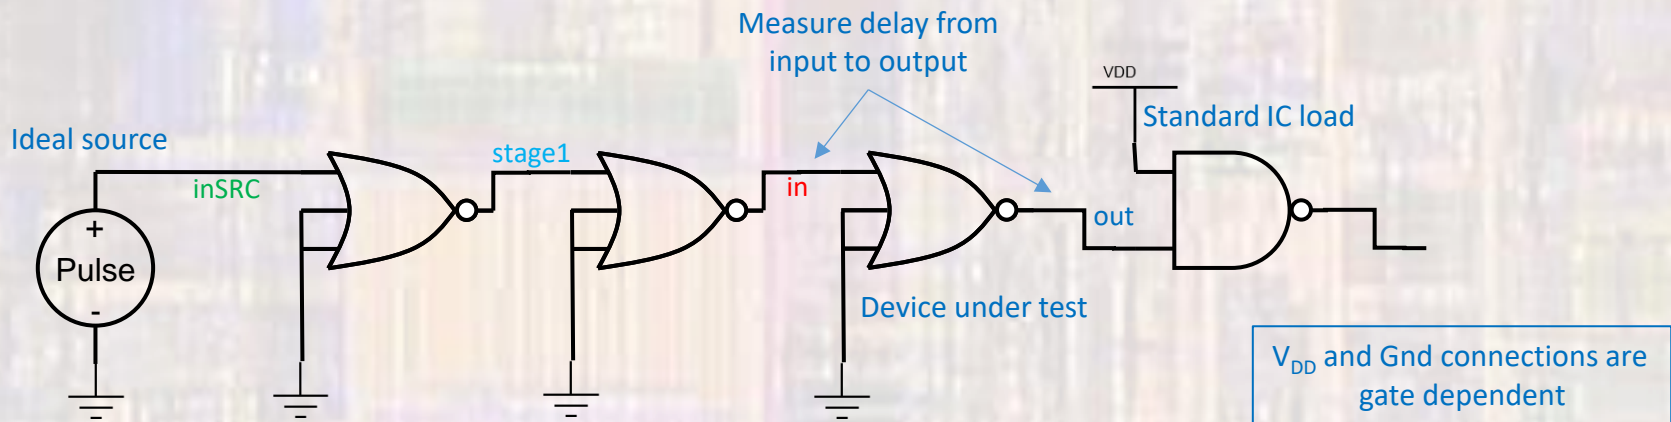 Measure delay from
input to output
VDD
Standard IC load
Ideal source
stage1
inSRC
in
out
+
Pulse
-
Device under test
V_DD and Gnd connections are
gate dependent